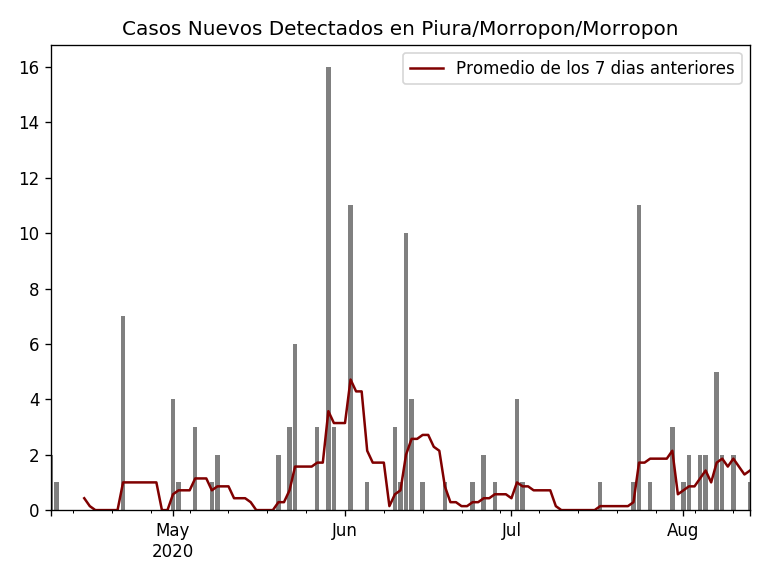 Casos Nuevos Detectados en Piura/Morropon/Morropon
Promedio de los 7 dias anteriores
16
14
12
10
8
6
4
2
0
May
2020
Jun
Jul
Aug